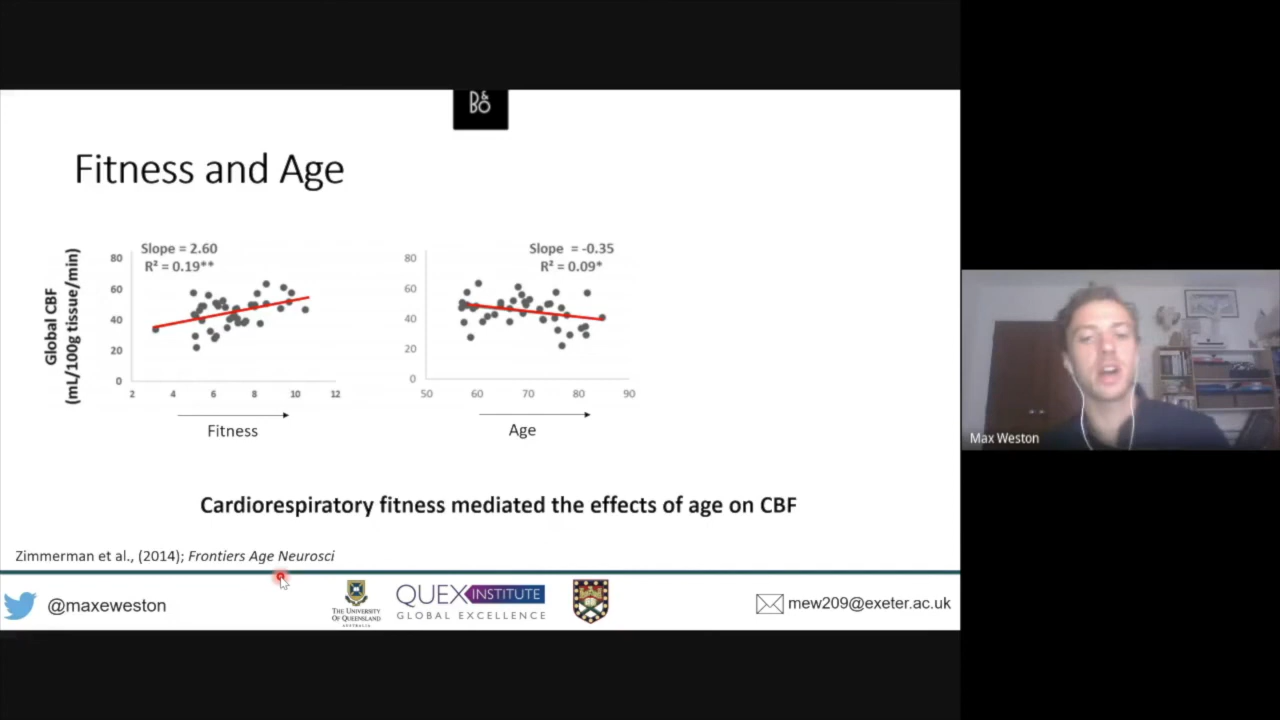 B&O
Fitness and Age
Global CBF
(mL/100g tissue/min)
Slope = 2.60
R² = 0.19**
80
60
40
20
0
2 4 6 8 10 12
Fitness
Slope = -0.35
R² = 0.09*
80
60
40
20
0
50 60 70 80 90
Age
Cardiorespiratory fitness mediated the effects of age on CBF
Zimmerman et al., (2014); Frontiers Age Neurosci
@maxeweston
THE UNIVERSITY
OF QUEENSLAND
AUSTRALIA
QUEX INSTITUTE
GLOBAL EXCELLENCE
mew209@exeter.ac.uk
Max Weston